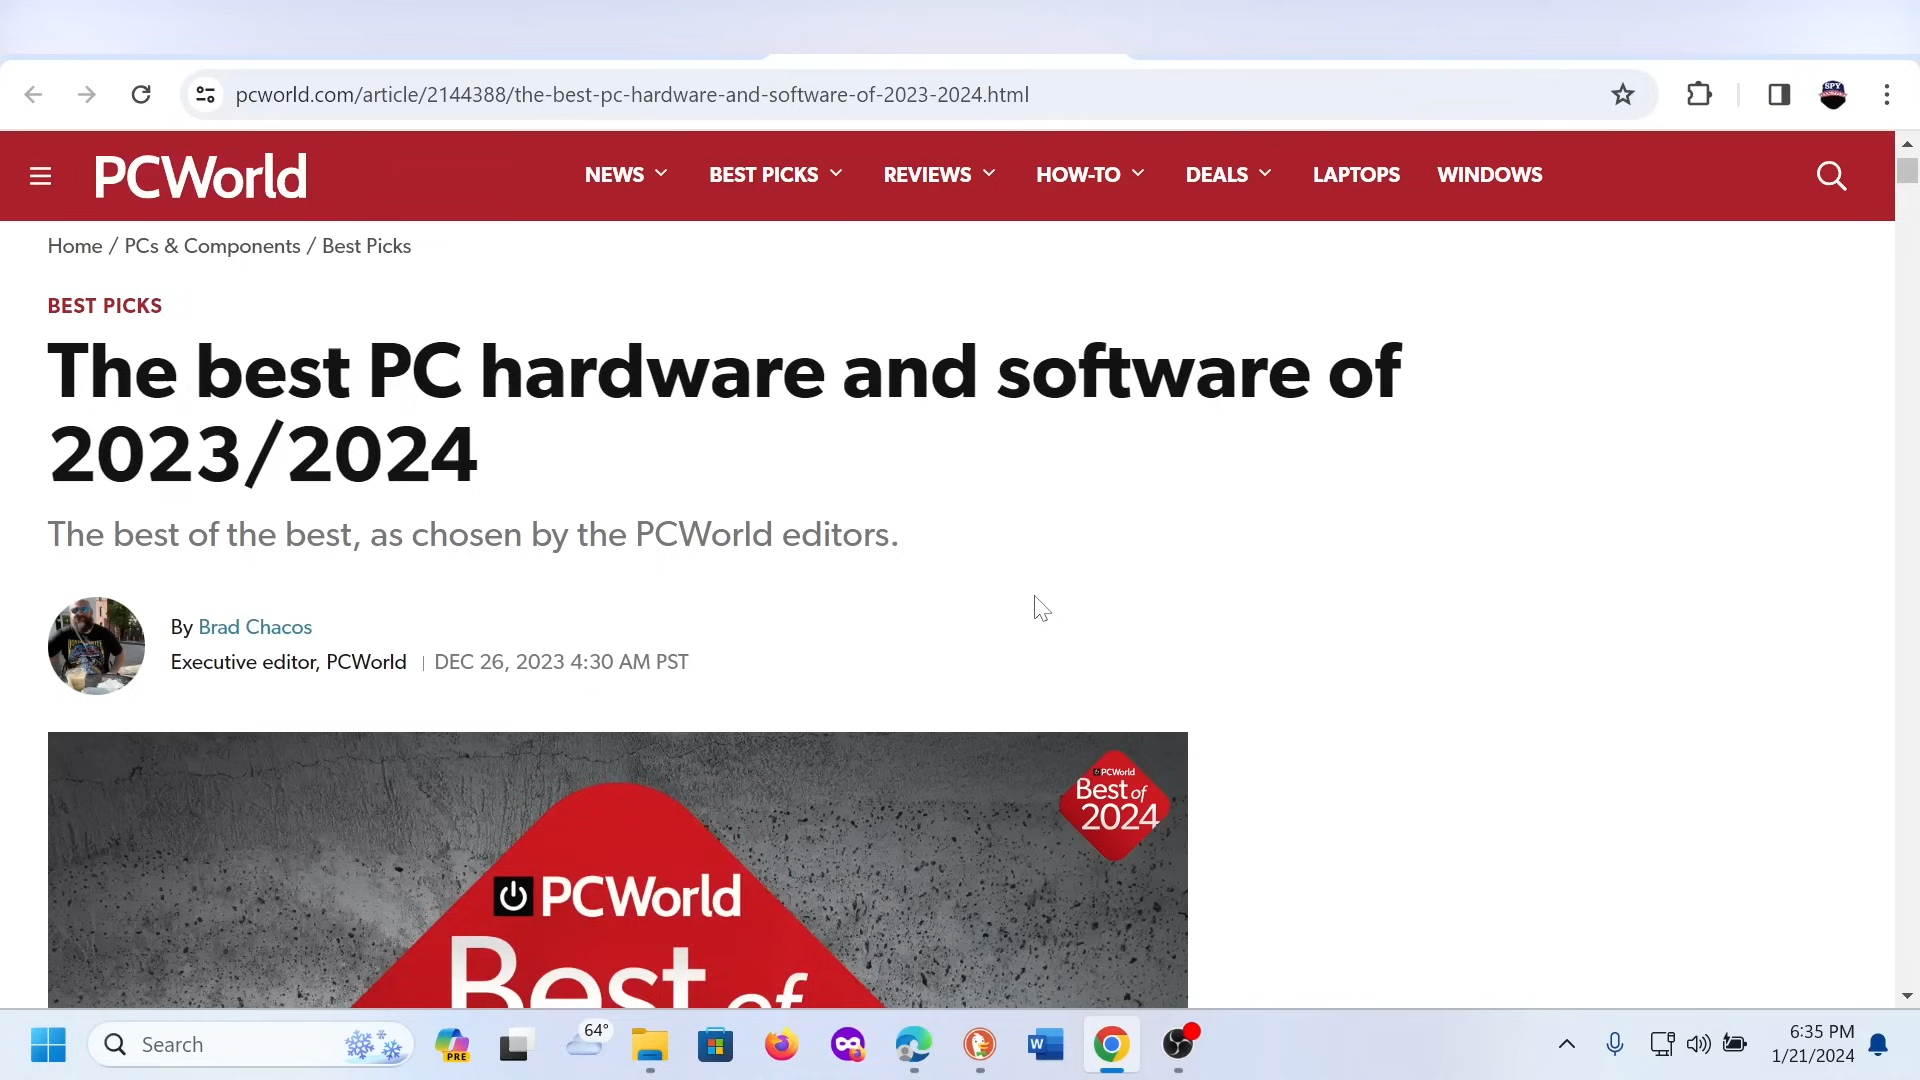 pcworld.com/article/2144388/the-best-pc-hardware-and-software-of-2023-2024.html
SPY
PCWorld
NEWS
BEST PICKS
REVIEWS
HOW-TO
DEALS
LAPTOPS
WINDOWS
Home / PCs & Components / Best Picks
BEST PICKS
The best PC hardware and software of
2023/2024
The best of the best, as chosen by the PCWorld editors.
By Brad Chacos
Executive editor, PCWorld | DEC 26, 2023 4:30 AM PST
PCWorld
Best of
2024
PCWorld
Best of
Search
PRE
64°
W
6:35 PM
1/21/2024